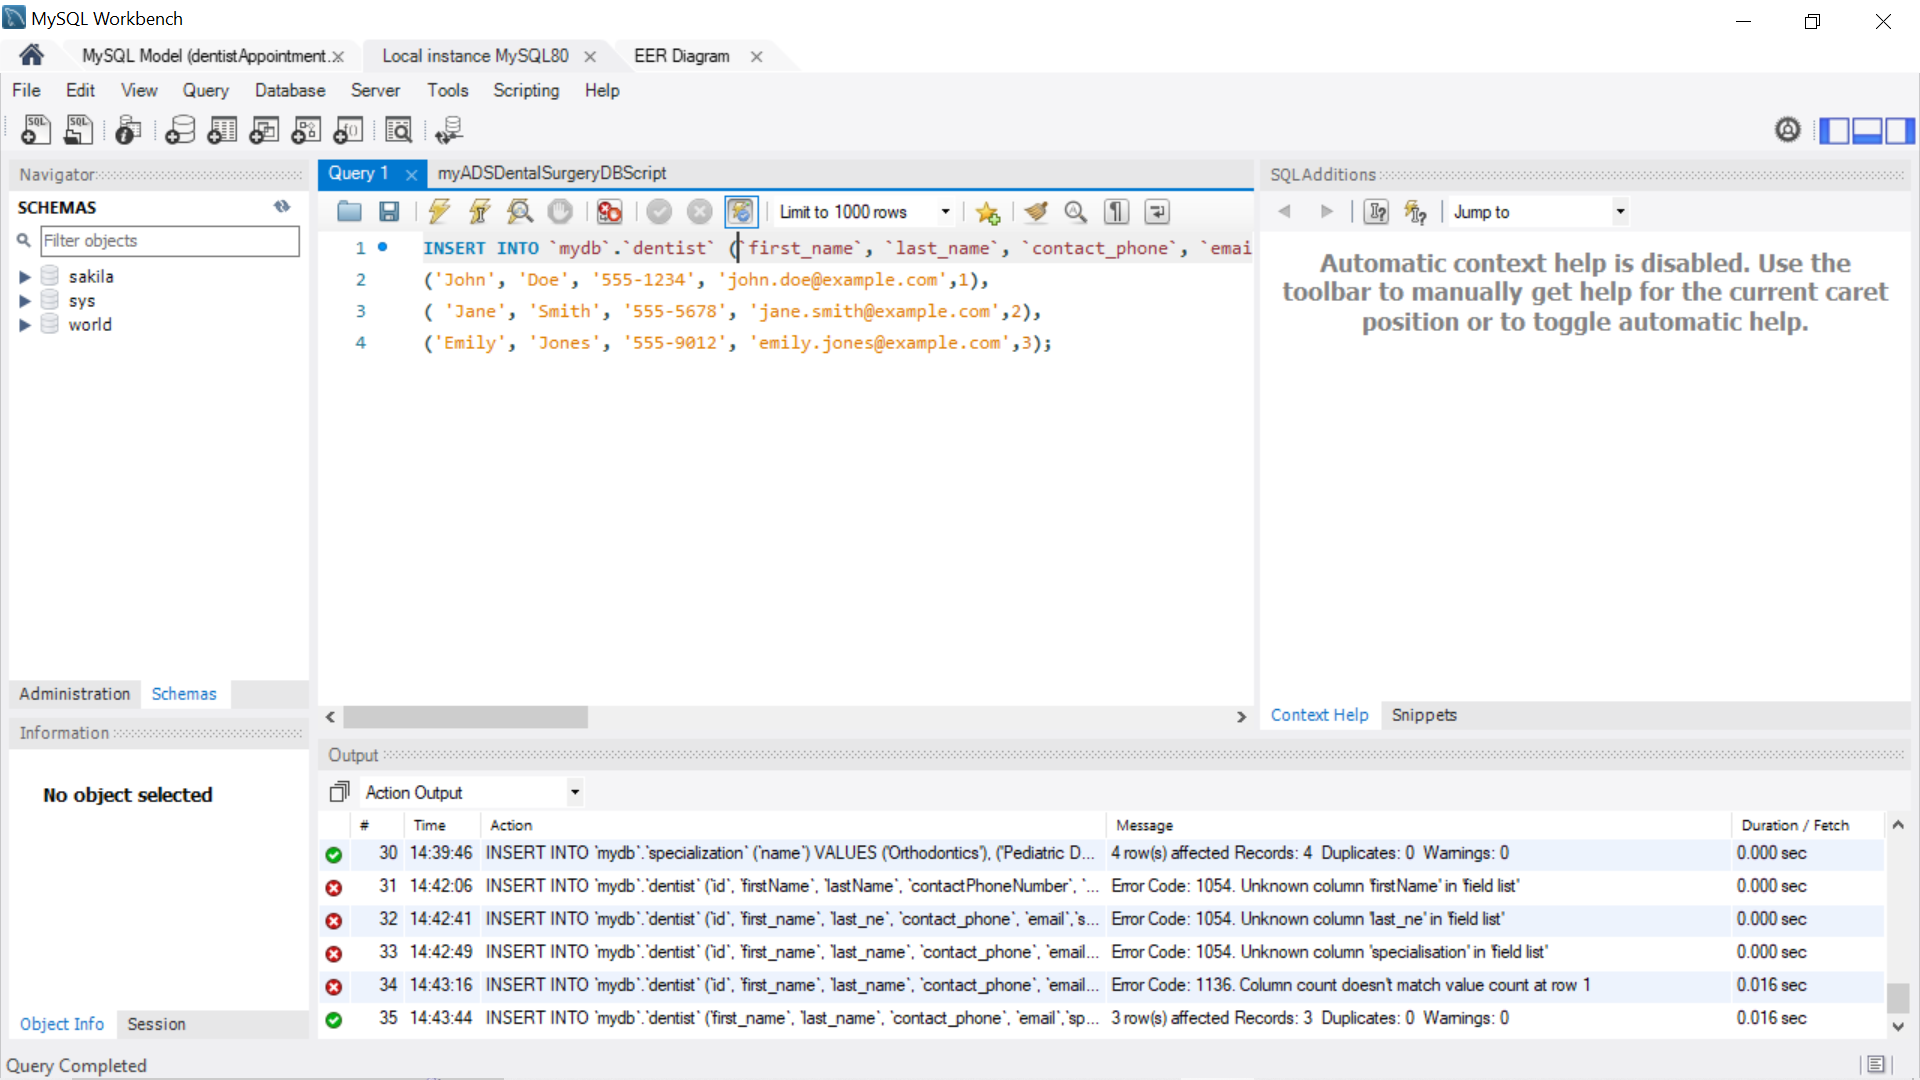 MySQL Workbench
MySQL Model (dentistAppointment. Local instance MySQL80 EER Diagram
File Edit View Query Database Server Tools Scripting Help
Navigator
SCHEMAS
Filter objects
sakila
sys
world
Administration Schemas
Information
No object selected
Object Info Session
Query 1 myADSDentalSurgeryDBScript
Limit to 1000 rows
1 INSERT INTO `mydb`.`dentist` (`first_name`, `last_name`, `contact_phone`, `emai
2 ('John', 'Doe', '555-1234', 'john.doe@example.com',1),
3 ( 'Jane', 'Smith', '555-5678', 'jane.smith@example.com',2),
4 ('Emily', 'Jones', '555-9012', 'emily.jones@example.com',3);
SQLAdditions
Jump to
Automatic context help is disabled. Use the
toolbar to manually get help for the current caret
position or to toggle automatic help.
Context Help Snippets
Output
Action Output
# Time Action Message Duration / Fetch
30 14:39:46 INSERT INTO `mydb`.`specialization` (`name`) VALUES ('Orthodontics'), ('Pediatric D... 4 row(s) affected Records: 4 Duplicates: 0 Warnings: 0 0.000 sec
31 14:42:06 INSERT INTO `mydb`.`dentist` (`id`, `firstName`, `lastName`, `contactPhoneNumber`, `... Error Code: 1054. Unknown column 'firstName' in 'field list' 0.000 sec
32 14:42:41 INSERT INTO `mydb`.`dentist` (`id`, `first_name`, `last_ne`, `contact_phone`, `email`,`s... Error Code: 1054. Unknown column 'last_ne' in 'field list' 0.000 sec
33 14:42:49 INSERT INTO `mydb`.`dentist` (`id`, `first_name`, `last_name`, `contact_phone`, `email... Error Code: 1054. Unknown column 'specialisation' in 'field list' 0.000 sec
34 14:43:16 INSERT INTO `mydb`.`dentist` (`id`, `first_name`, `last_name`, `contact_phone`, `email... Error Code: 1136. Column count doesn't match value count at row 1 0.016 sec
35 14:43:44 INSERT INTO `mydb`.`dentist` (`first_name`, `last_name`, `contact_phone`, `email`,`sp... 3 row(s) affected Records: 3 Duplicates: 0 Warnings: 0 0.016 sec
Query Completed